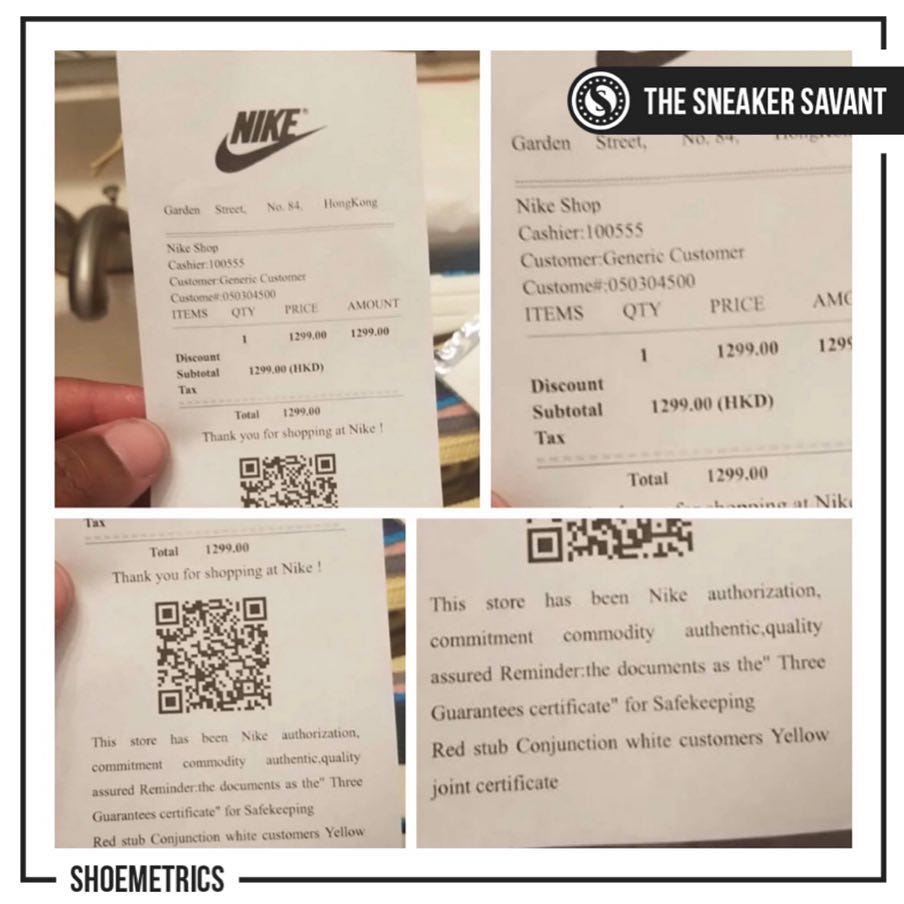 THE SNEAKER SAVANT
NIKE
Garden Street, No. 84, HongKong
Nike Shop
Cashier:100555
Customer:Generic Customer
Custome#:050304500
ITEMS QTY PRICE AMOUNT
1 1299.00 1299.00
Discount
Subtotal 1299.00 (HKD)
Tax
Total 1299.00
Thank you for shopping at Nike !
Garden Street, No. 84, HongKon
Nike Shop
Cashier:100555
Customer:Generic Customer
Custome#:050304500
ITEMS QTY PRICE AMO
1 1299.00 1299
Discount
Subtotal 1299.00 (HKD)
Tax
Total 1299.00
shopping at Nike
Tax
Total 1299.00
Thank you for shopping at Nike !
This store has been Nike authorization,
commitment commodity authentic,quality
assured Reminder:the documents as the" Three
Guarantees certificate" for Safekeeping
Red stub Conjunction white customers Yellow
This store has been Nike authorization,
commitment commodity authentic,quality
assured Reminder:the documents as the" Three
Guarantees certificate" for Safekeeping
Red stub Conjunction white customers Yellow
joint certificate
SHOEMETRICS